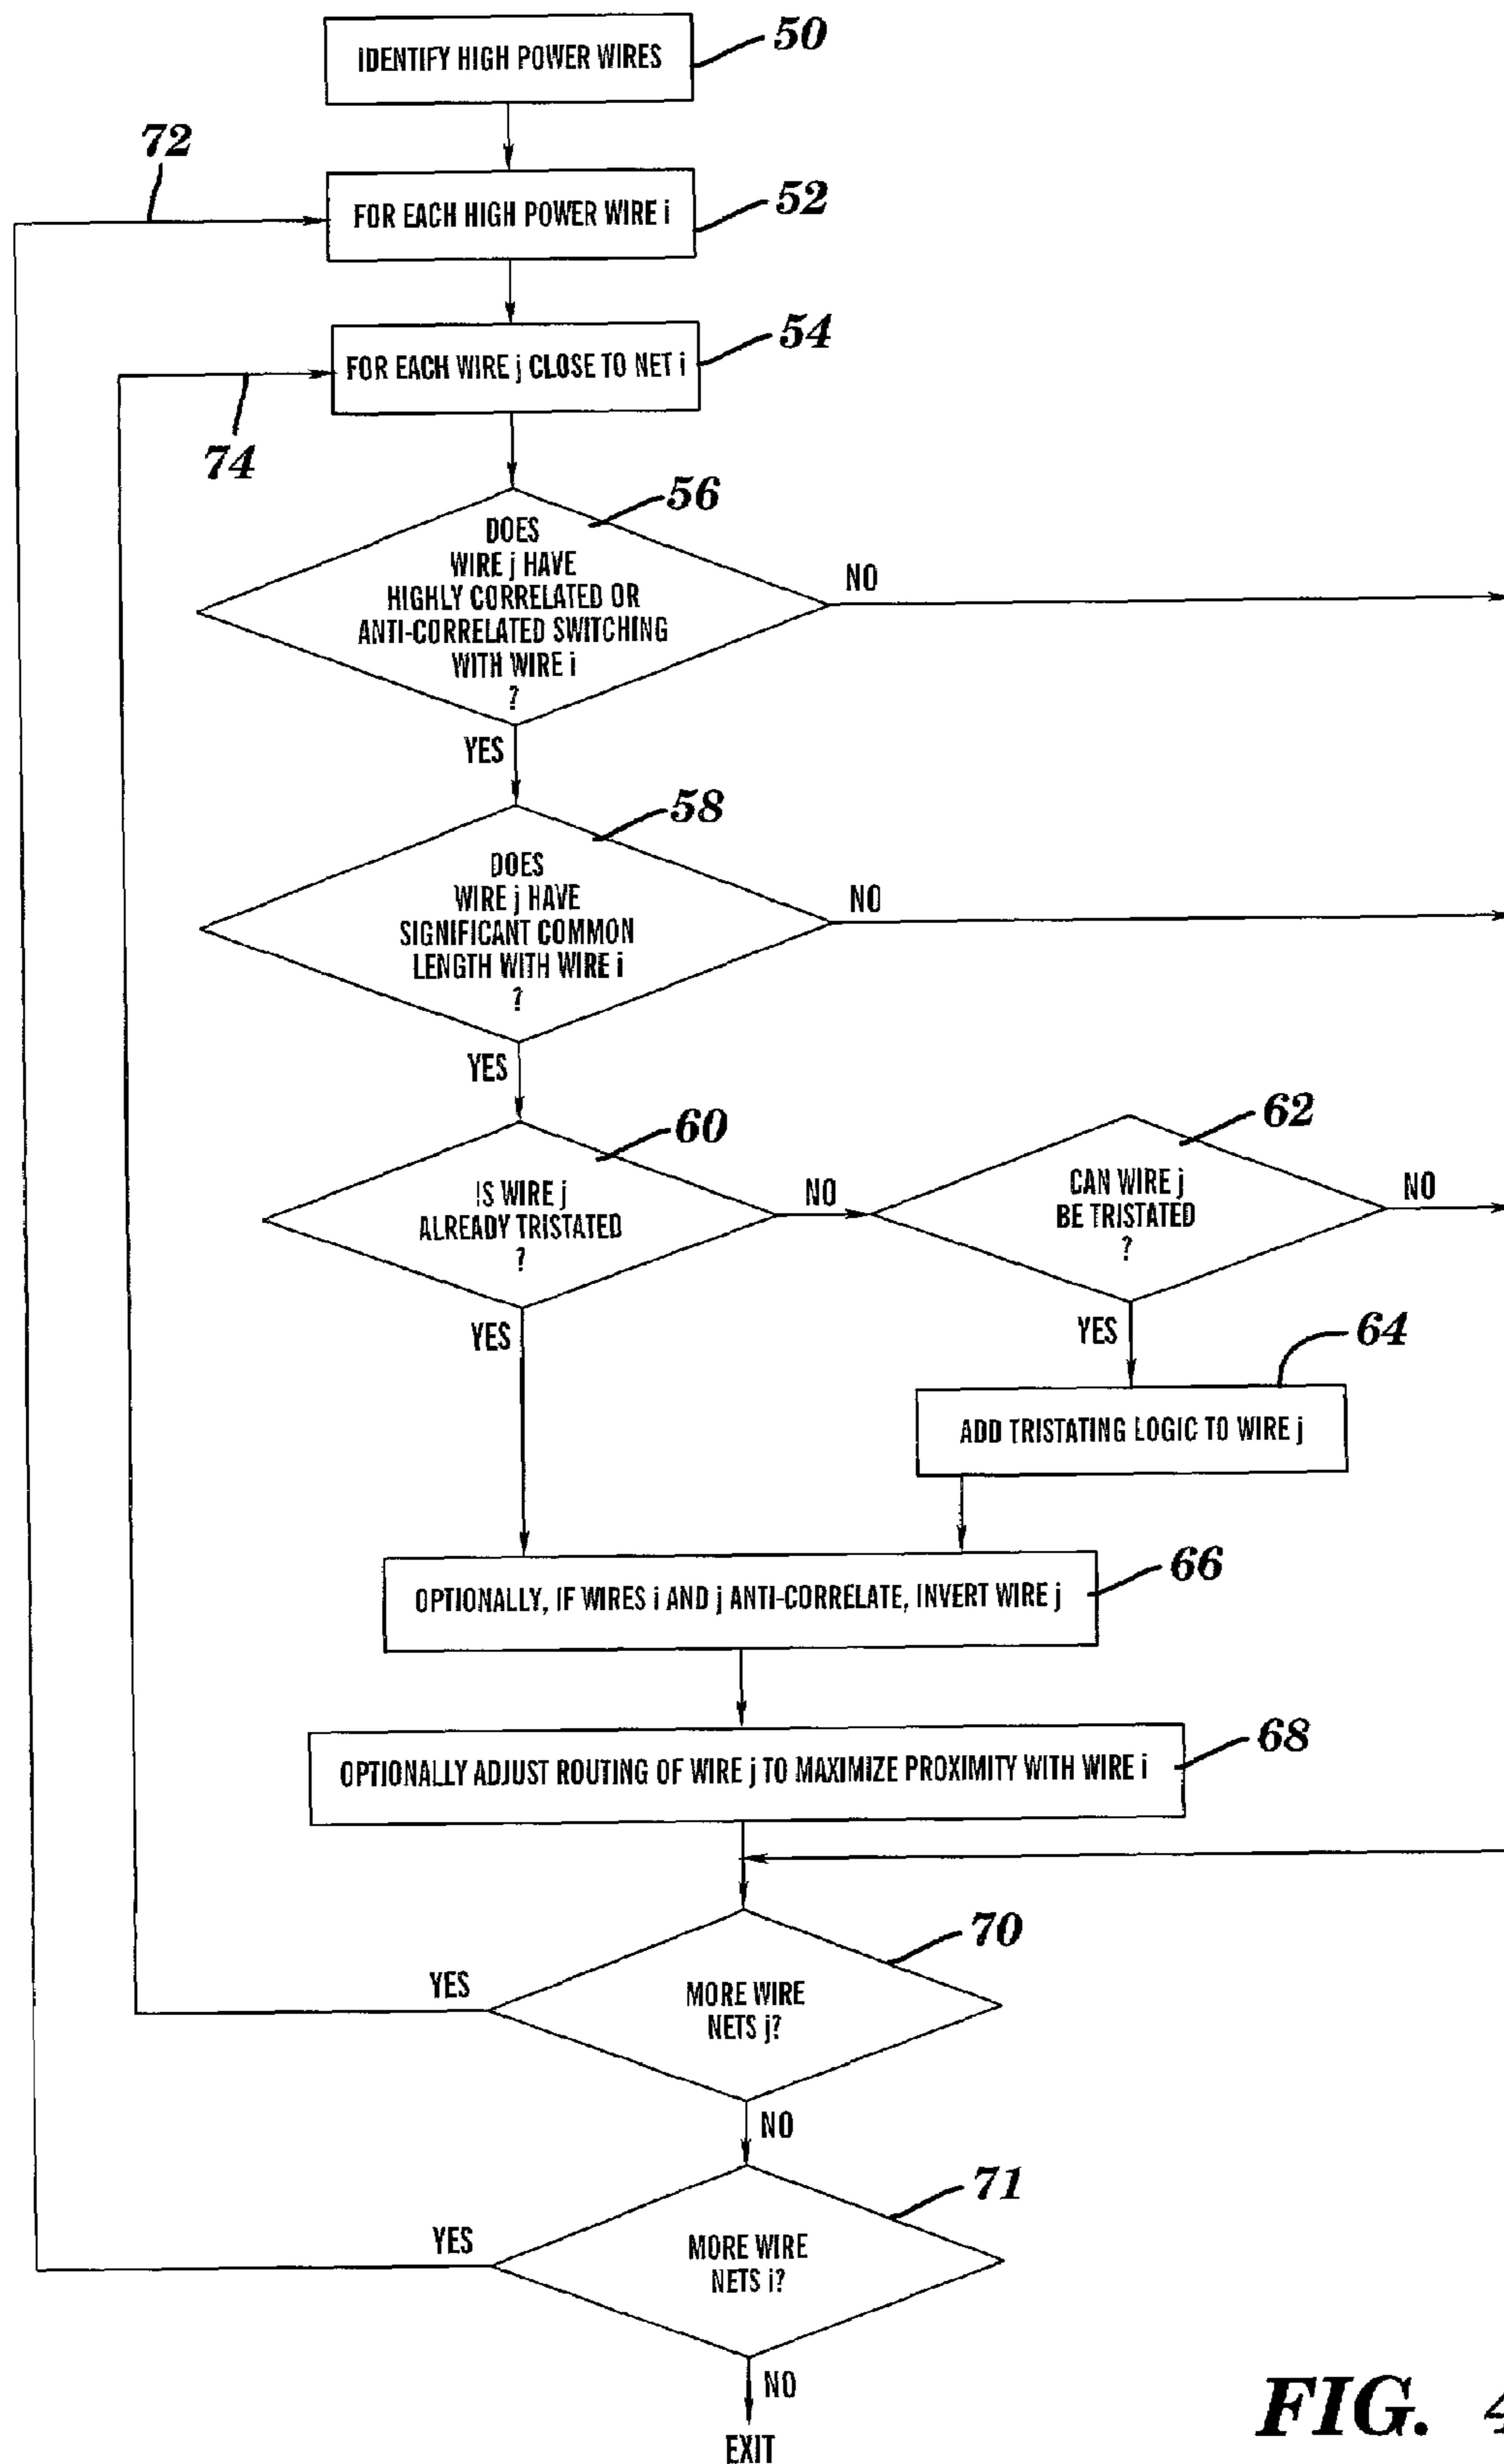 IDENTIFY HIGH POWER WIRES
50
72
FOR EACH HIGH POWER WIRE i
52
FOR EACH WIRE j CLOSE TO NET i
54
74
56
DOES
WIRE j HAVE
HIGHLY CORRELATED OR
ANTI-CORRELATED SWITCHING
WITH WIRE i
?
NO
YES
58
DOES
WIRE j HAVE
SIGNIFICANT COMMON
LENGTH WITH WIRE i
?
NO
YES
60
IS WIRE j
ALREADY TRISTATED
?
NO
62
CAN WIRE j
BE TRISTATED
?
NO
YES
YES
64
ADD TRISTATING LOGIC TO WIRE j
66
OPTIONALLY, IF WIRES i AND j ANTI-CORRELATE, INVERT WIRE j
68
OPTIONALLY ADJUST ROUTING OF WIRE j TO MAXIMIZE PROXIMITY WITH WIRE i
70
YES
MORE WIRE
NETS j?
NO
71
YES
MORE WIRE
NETS i?
NO
EXIT
FIG. 4